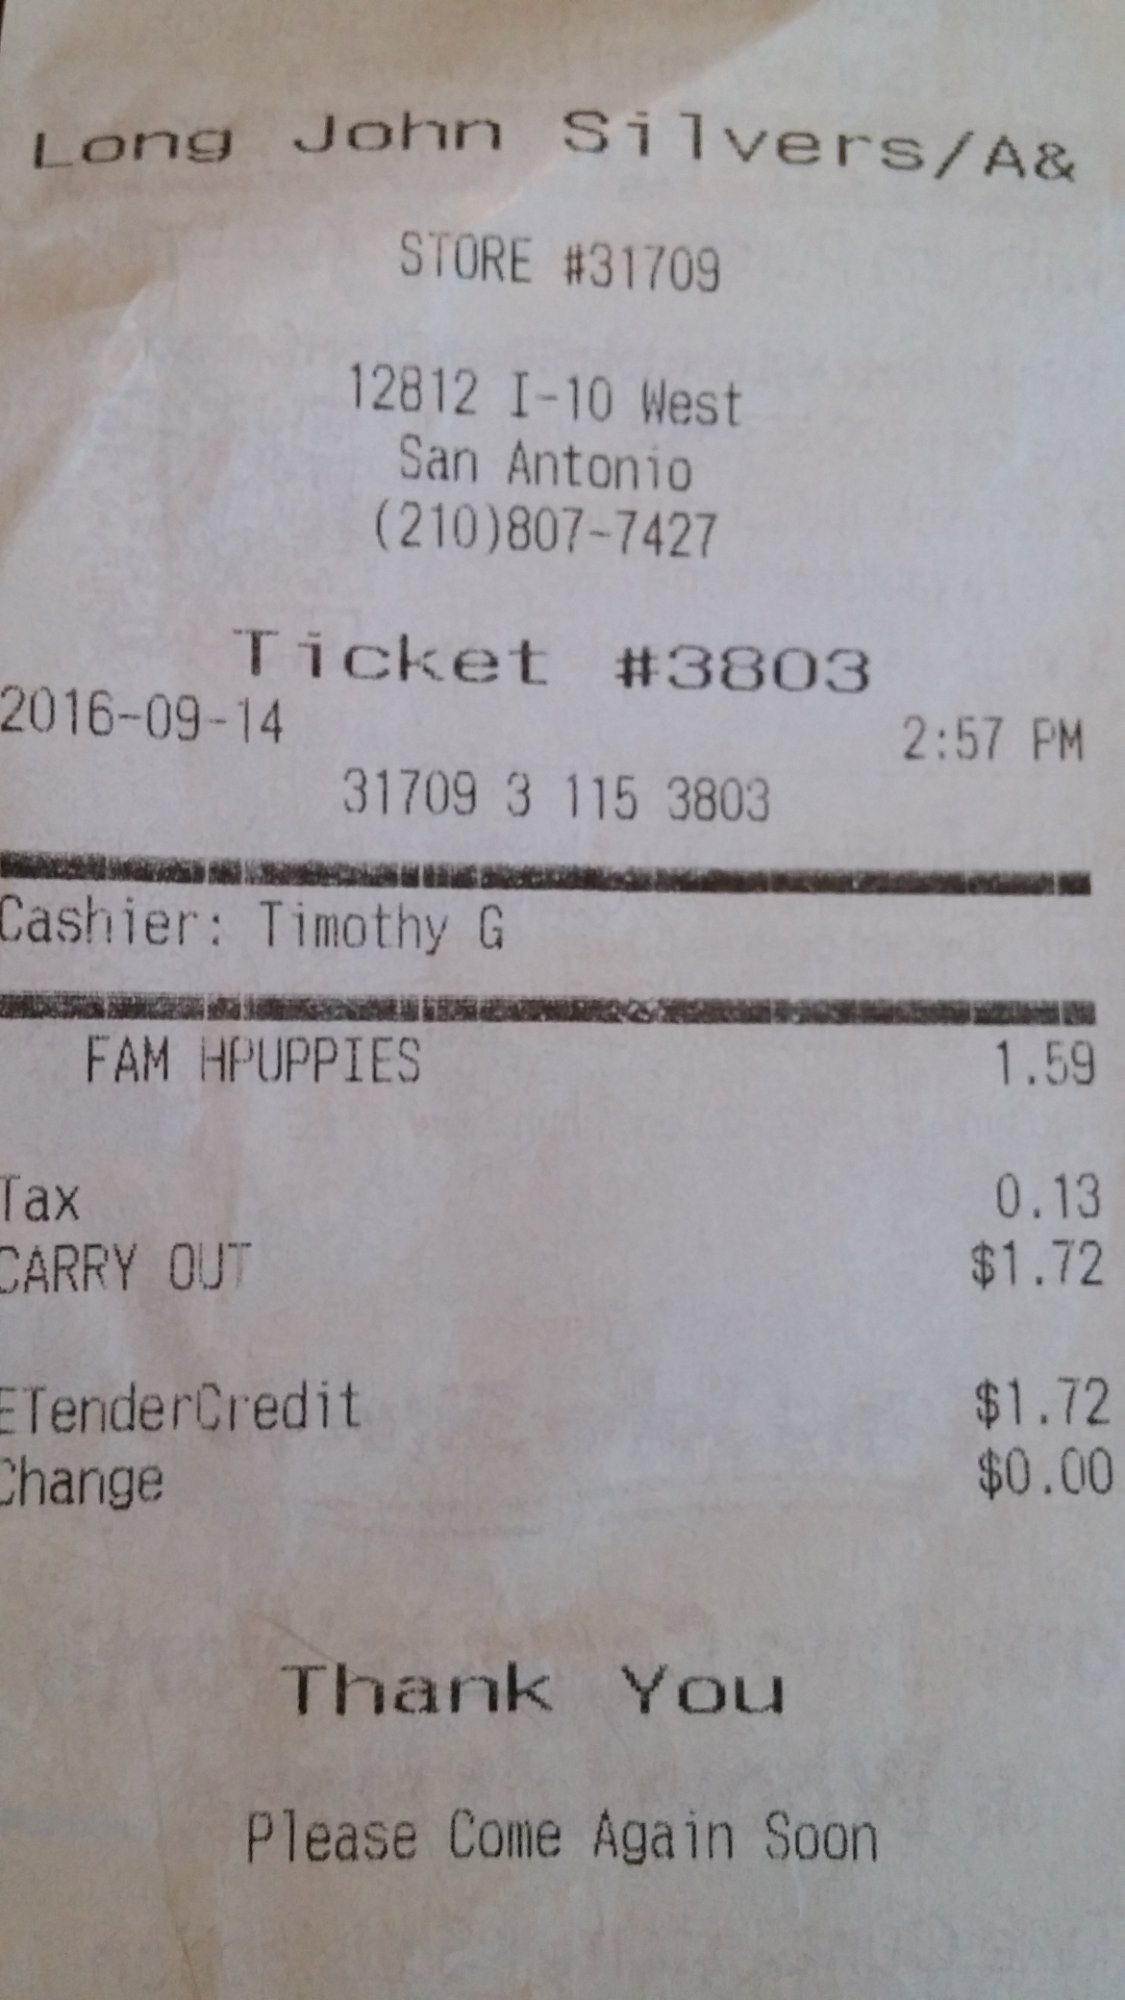 Long John Silvers/A&
STORE #31709
12812 I-10 West
San Antonio
(210)807-7427
Ticket #3803
2016-09-14 2:57 PM
31709 3 115 3803
Cashier: Timothy G
FAM HPUPPIES 1.59
Tax 0.13
CARRY OUT $1.72
ETenderCredit $1.72
Change $0.00
Thank You
Please Come Again Soon